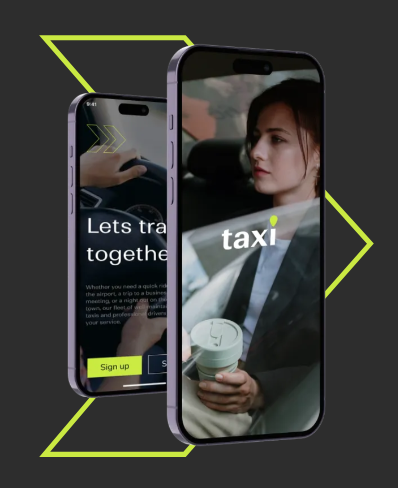 9:41
Lets tra
togethe
Whether you need a quick rid
the airport, a trip to a business
meeting, or a night out on the
town, our fleet of
taxis and professional drivers
your service.
Sign up
S
taxi